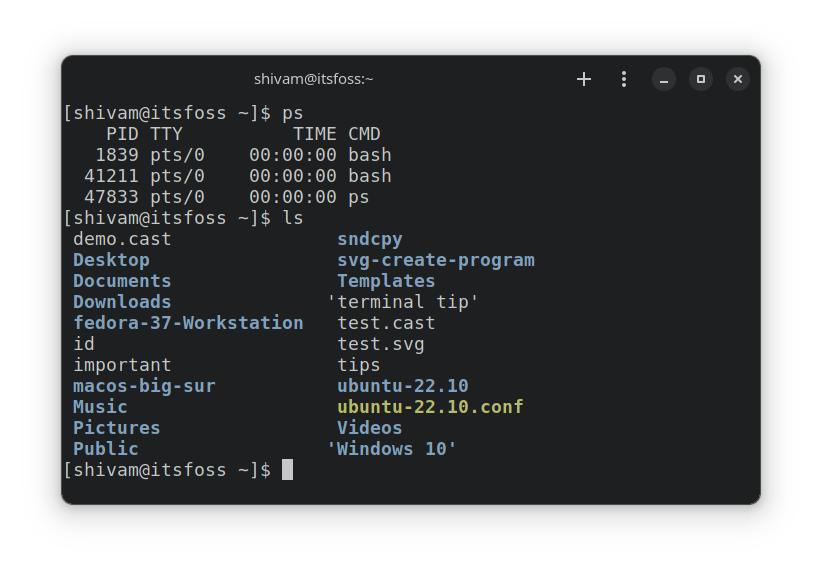 shivam@itsfoss:~
[shivam@itsfoss ~]$ ps
    PID TTY          TIME CMD
   1839 pts/0    00:00:00 bash
  41211 pts/0    00:00:00 bash
  47833 pts/0    00:00:00 ps
[shivam@itsfoss ~]$ ls
 demo.cast               sndcpy
 Desktop                 svg-create-program
 Documents               Templates
 Downloads              'terminal tip'
 fedora-37-Workstation   test.cast
 id                      test.svg
 important               tips
 macos-big-sur           ubuntu-22.10
 Music                   ubuntu-22.10.conf
 Pictures                Videos
 Public                 'Windows 10'
[shivam@itsfoss ~]$